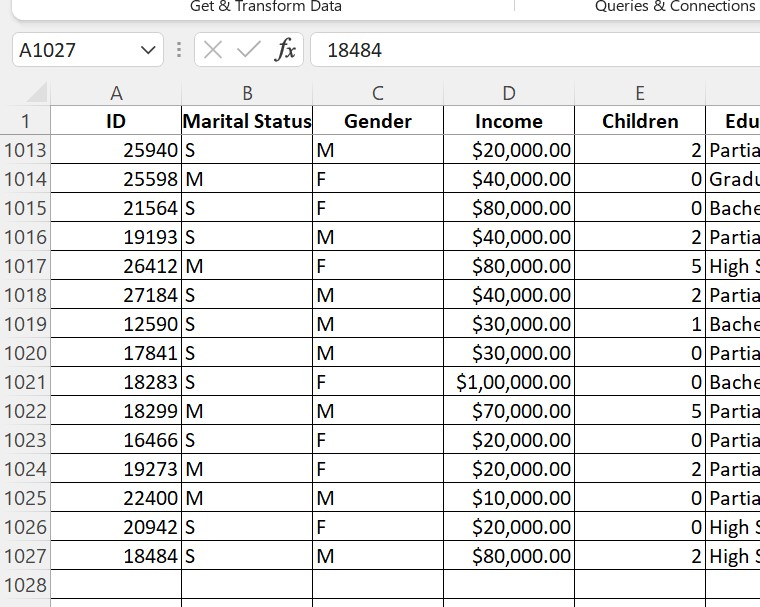 Get & Transform Data Queries & Connections
A1027 fx 18484
A B C D E
1 ID Marital Status Gender Income Children Edu
1013 25940 S M $20,000.00 2 Partia
1014 25598 M F $40,000.00 0 Gradu
1015 21564 S F $80,000.00 0 Bache
1016 19193 S M $40,000.00 2 Partia
1017 26412 M F $80,000.00 5 High S
1018 27184 S M $40,000.00 2 Partia
1019 12590 S M $30,000.00 1 Bache
1020 17841 S M $30,000.00 0 Partia
1021 18283 S F $1,00,000.00 0 Bache
1022 18299 M M $70,000.00 5 Partia
1023 16466 S F $20,000.00 0 Partia
1024 19273 M F $20,000.00 2 Partia
1025 22400 M M $10,000.00 0 Partia
1026 20942 S F $20,000.00 0 High S
1027 18484 S M $80,000.00 2 High S
1028